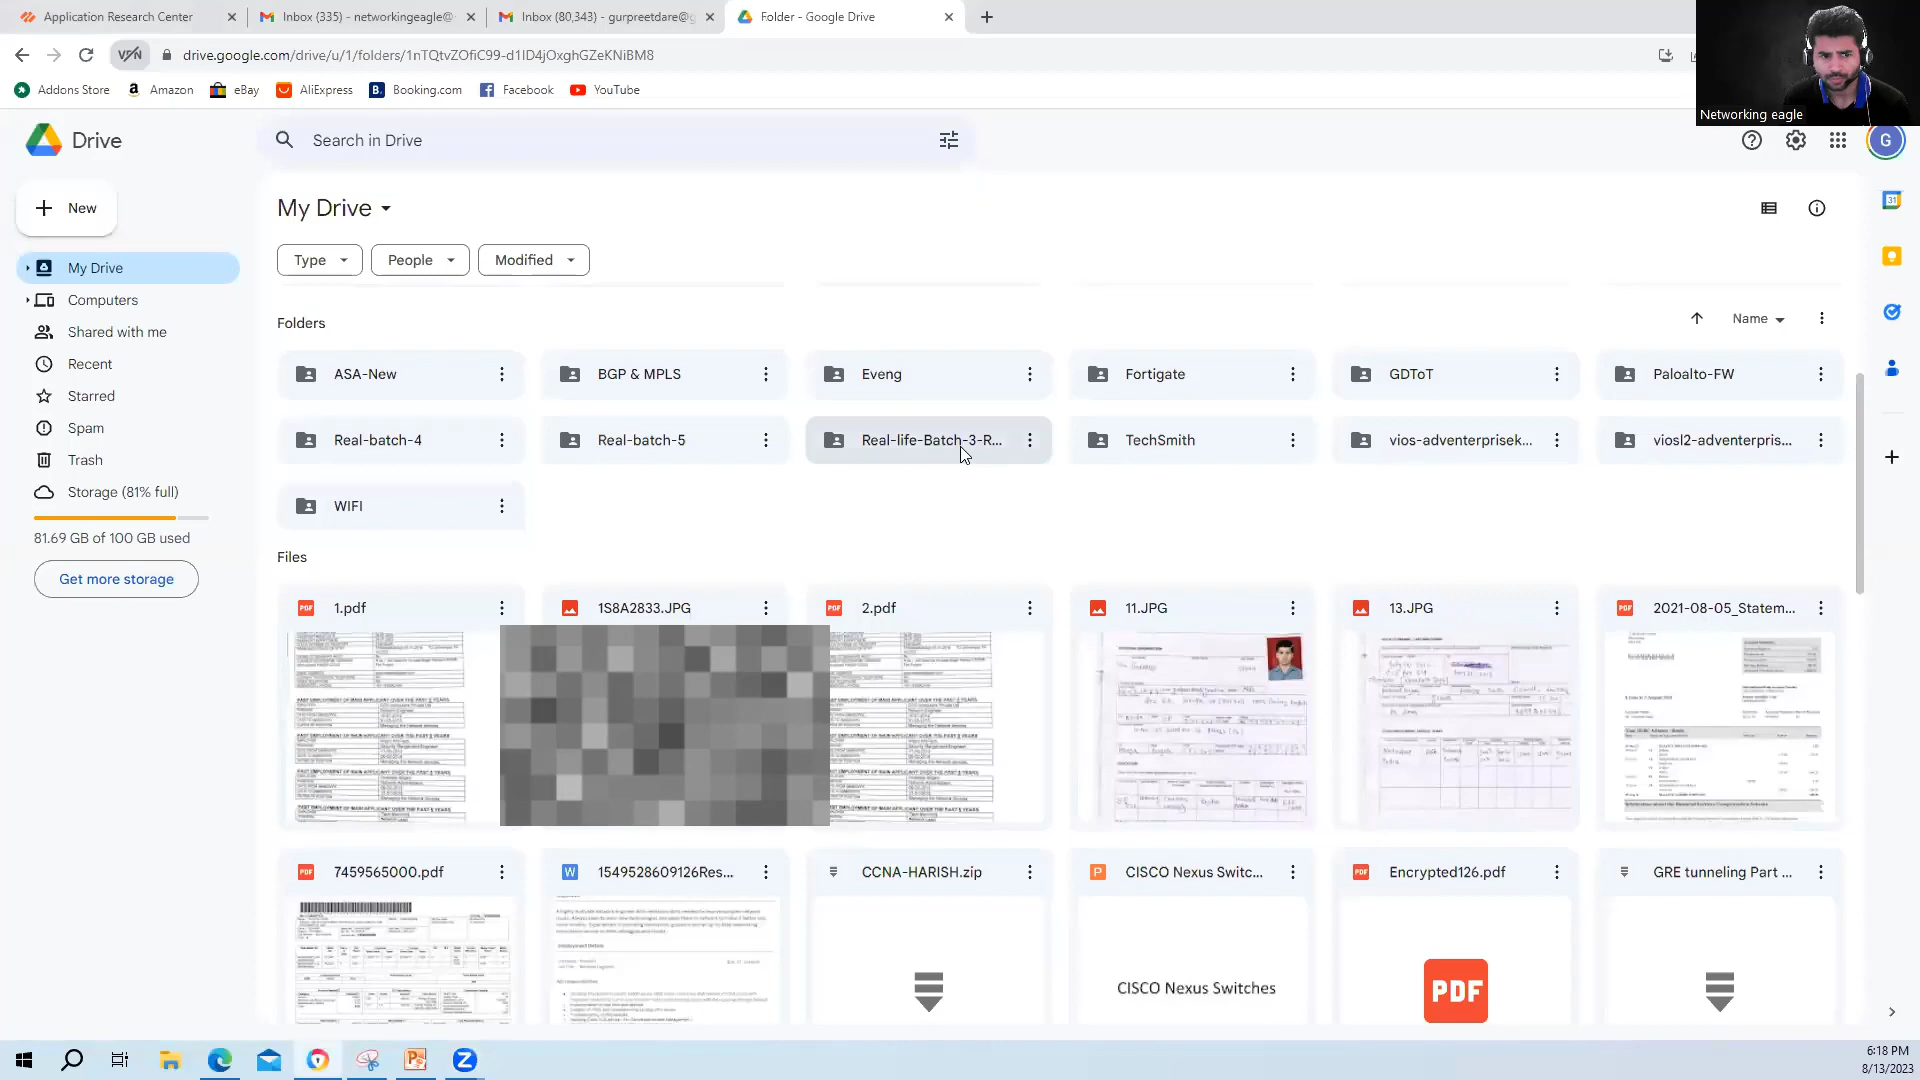 Application Research Center
Inbox (335) - networkingeagle@
Inbox (80,343) - gurpreetdare@g
Folder - Google Drive
VPN
drive.google.com/drive/u/1/folders/1nTQtvZOfiC99-d1ID4jOxghGZeKNiBM8
Addons Store
Amazon
eBay
AliExpress
Booking.com
Facebook
YouTube
Networking eagle
Drive
Search in Drive
G
New
My Drive
Type
People
Modified
31
My Drive
Computers
Shared with me
Recent
Starred
Spam
Trash
Storage (81% full)
81.69 GB of 100 GB used
Get more storage
Folders
Name
ASA-New
BGP & MPLS
Eveng
Fortigate
GDToT
Paloalto-FW
Real-batch-4
Real-batch-5
Real-life-Batch-3-R...
TechSmith
vios-adventerprisek...
viosl2-adventerpris...
WIFI
Files
1.pdf
1S8A2833.JPG
2.pdf
11.JPG
13.JPG
2021-08-05_Statem...
7459565000.pdf
1549528609126Res...
CCNA-HARISH.zip
CISCO Nexus Switc...
Encrypted126.pdf
GRE tunneling Part ...
CISCO Nexus Switches
PDF
6:18 PM
8/13/2023